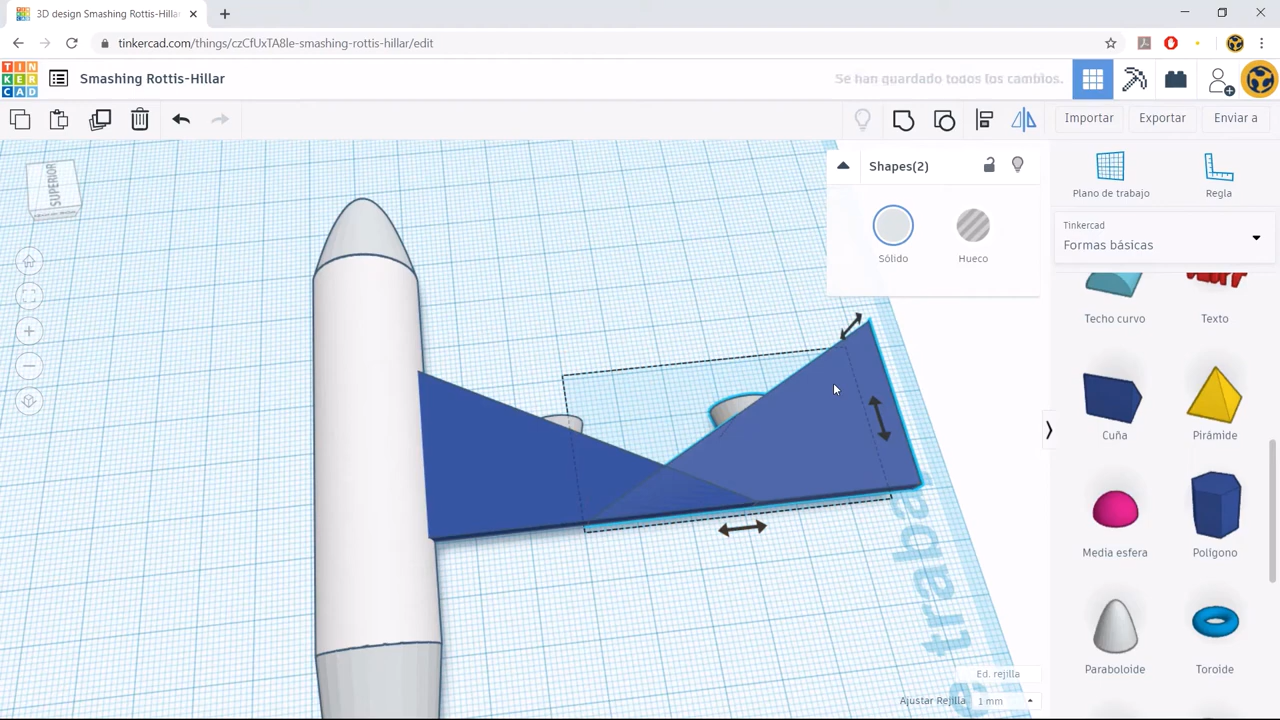 3D design Smashing Rottis-Hillar
tinkercad.com/things/czCfUxTA8le-smashing-rottis-hillar/edit
TIN
KER
CAD
Smashing Rottis-Hillar
Se han guardado todos los cambios.
Importar
Exportar
Enviar a
SUPERIOR
Shapes(2)
Sólido
Hueco
Plano de trabajo
Regla
Tinkercad
Formas básicas
Techo curvo
Texto
Cuña
Pirámide
Media esfera
Polígono
Paraboloide
Toroide
Ed. rejilla
Ajustar Rejilla
1 mm